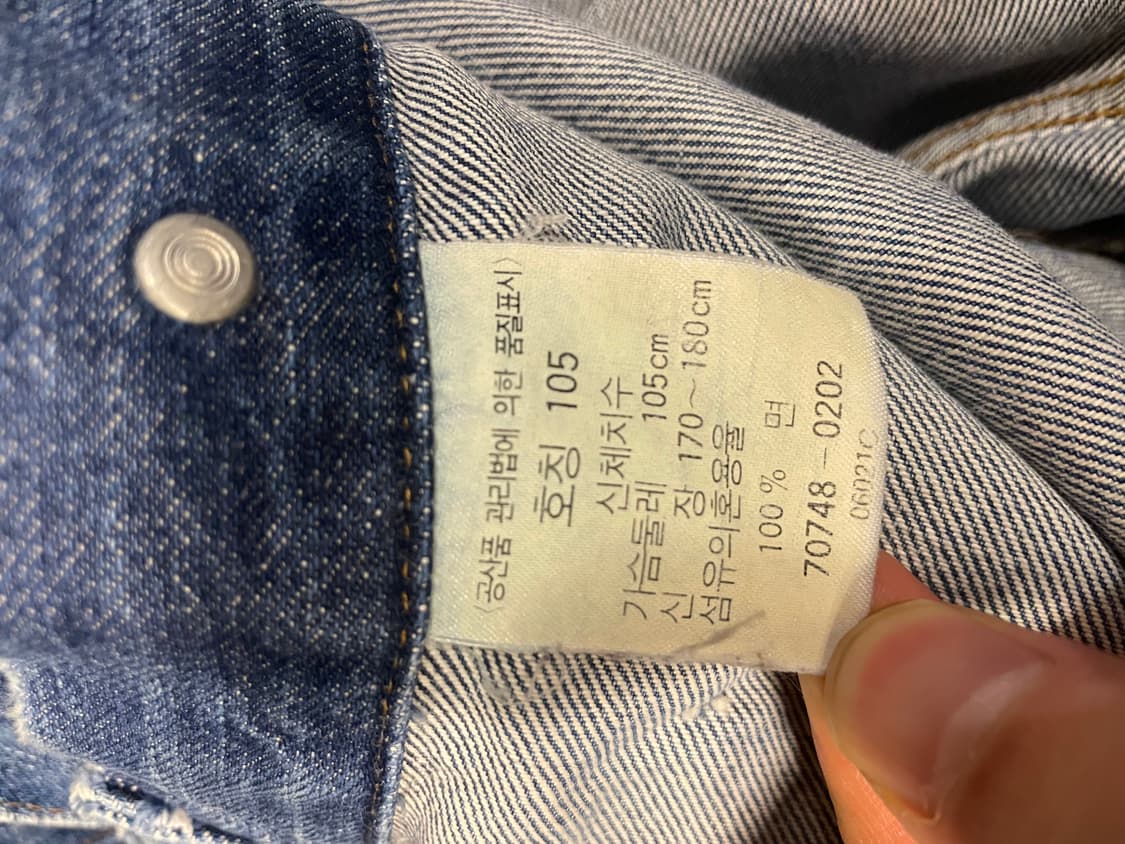 〈공산품 관리법에 의한 품질표시〉
호칭 105
신체치수
가슴둘레 105cm
신 장 170~180cm
섬유의혼용율
100% 면
70748-0202
060210